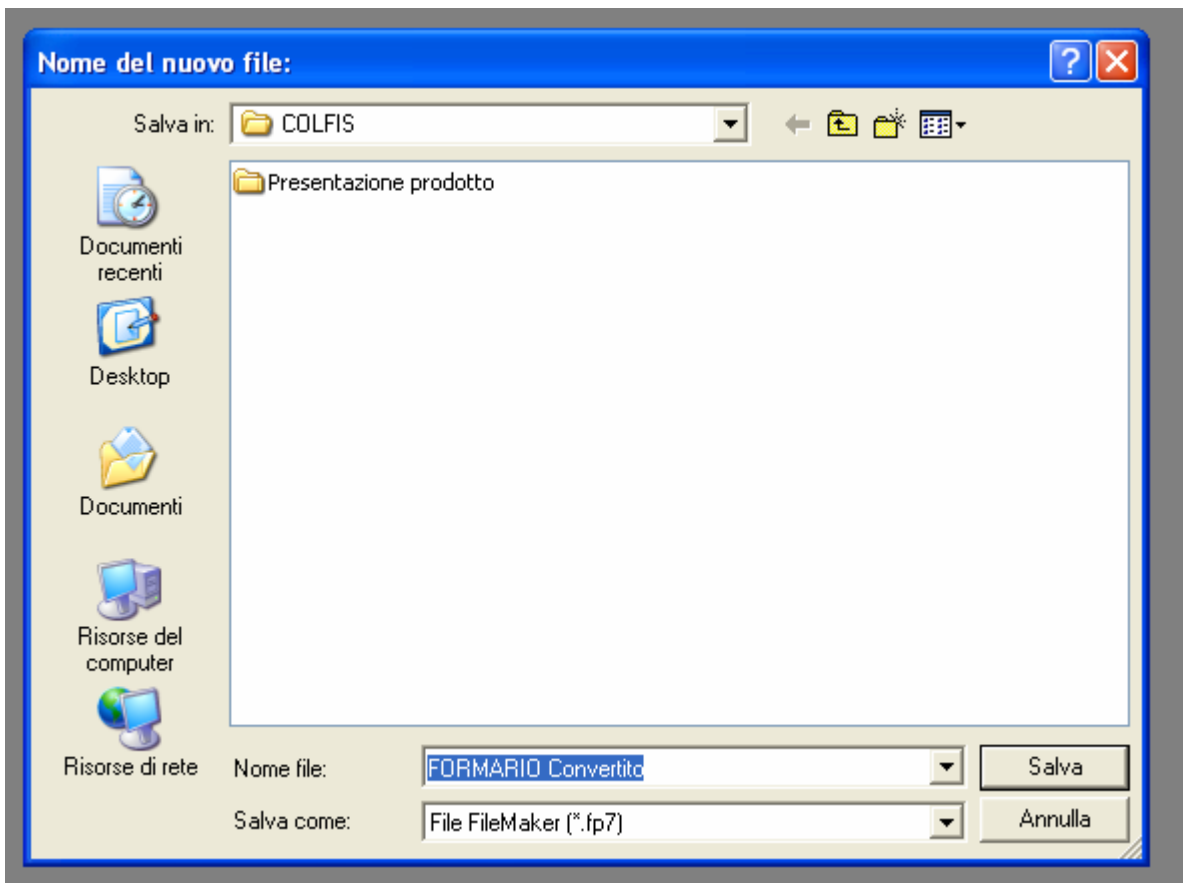 Nome del nuovo file:
Salva in: COLFIS
Presentazione prodotto
Documenti
recenti
Desktop
Documenti
Risorse del
computer
Risorse di rete
Nome file: FORMARIO Convertito Salva
Salva come: File FileMaker (*.fp7) Annulla